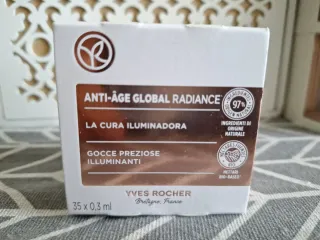 ANTI-ÂGE GLOBAL RADIANCE
97%
INGREDIENTI DI
ORIGINE
NATURALE
LA CURA ILUMINADORA
GOCCE PREZIOSE
ILLUMINANTI
YVES ROCHER
Bretagne, France
35 x 0,3 ml